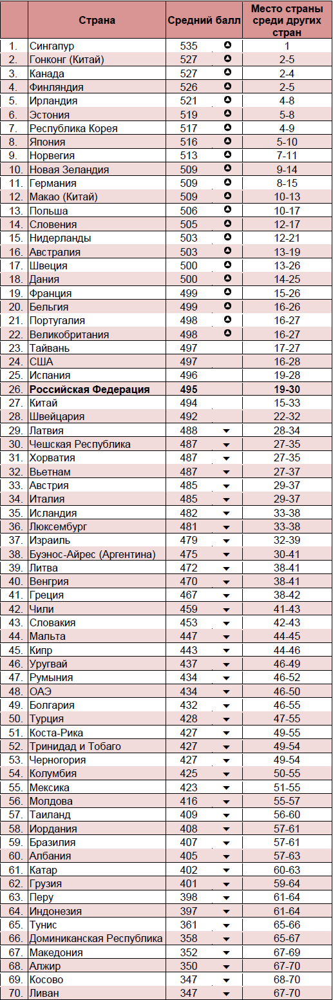 Страна Средний балл Место страны
среди других
стран
1. Сингапур 535 1
2. Гонконг (Китай) 527 2-5
3. Канада 527 2-4
4. Финляндия 526 2-5
5. Ирландия 521 4-8
6. Эстония 519 5-8
7. Республика Корея 517 4-9
8. Япония 516 5-10
9. Норвегия 513 7-11
10. Новая Зеландия 509 9-14
11. Германия 509 8-15
12. Макао (Китай) 509 10-13
13. Польша 506 10-17
14. Словения 505 12-17
15. Нидерланды 503 12-21
16. Австралия 503 13-19
17. Швеция 500 13-26
18. Дания 500 14-25
19. Франция 499 15-26
20. Бельгия 499 16-26
21. Португалия 498 16-27
22. Великобритания 498 16-27
23. Тайвань 497 17-27
24. США 497 16-28
25. Испания 496 19-28
26. Российская Федерация 495 19-30
27. Китай 494 15-33
28. Швейцария 492 22-32
29. Латвия 488 28-34
30. Чешская Республика 487 27-35
31. Хорватия 487 27-35
32. Вьетнам 487 27-37
33. Австрия 485 29-37
34. Италия 485 29-37
35. Исландия 482 33-38
36. Люксембург 481 33-38
37. Израиль 479 32-39
38. Буэнос-Айрес (Аргентина) 475 30-41
39. Литва 472 38-41
40. Венгрия 470 38-41
41. Греция 467 38-42
42. Чили 459 41-43
43. Словакия 453 42-43
44. Мальта 447 44-45
45. Кипр 443 44-46
46. Уругвай 437 46-49
47. Румыния 434 46-52
48. ОАЭ 434 46-50
49. Болгария 432 46-55
50. Турция 428 47-55
51. Коста-Рика 427 49-55
52. Тринидад и Тобаго 427 49-54
53. Черногория 427 49-54
54. Колумбия 425 50-55
55. Мексика 423 51-55
56. Молдова 416 55-57
57. Таиланд 409 56-60
58. Иордания 408 57-61
59. Бразилия 407 57-61
60. Албания 405 57-63
61. Катар 402 60-63
62. Грузия 401 59-64
63. Перу 398 61-64
64. Индонезия 397 61-64
65. Тунис 361 65-66
66. Доминиканская Республика 358 65-67
67. Македония 352 67-69
68. Алжир 350 67-70
69. Косово 347 68-70
70. Ливан 347 67-70